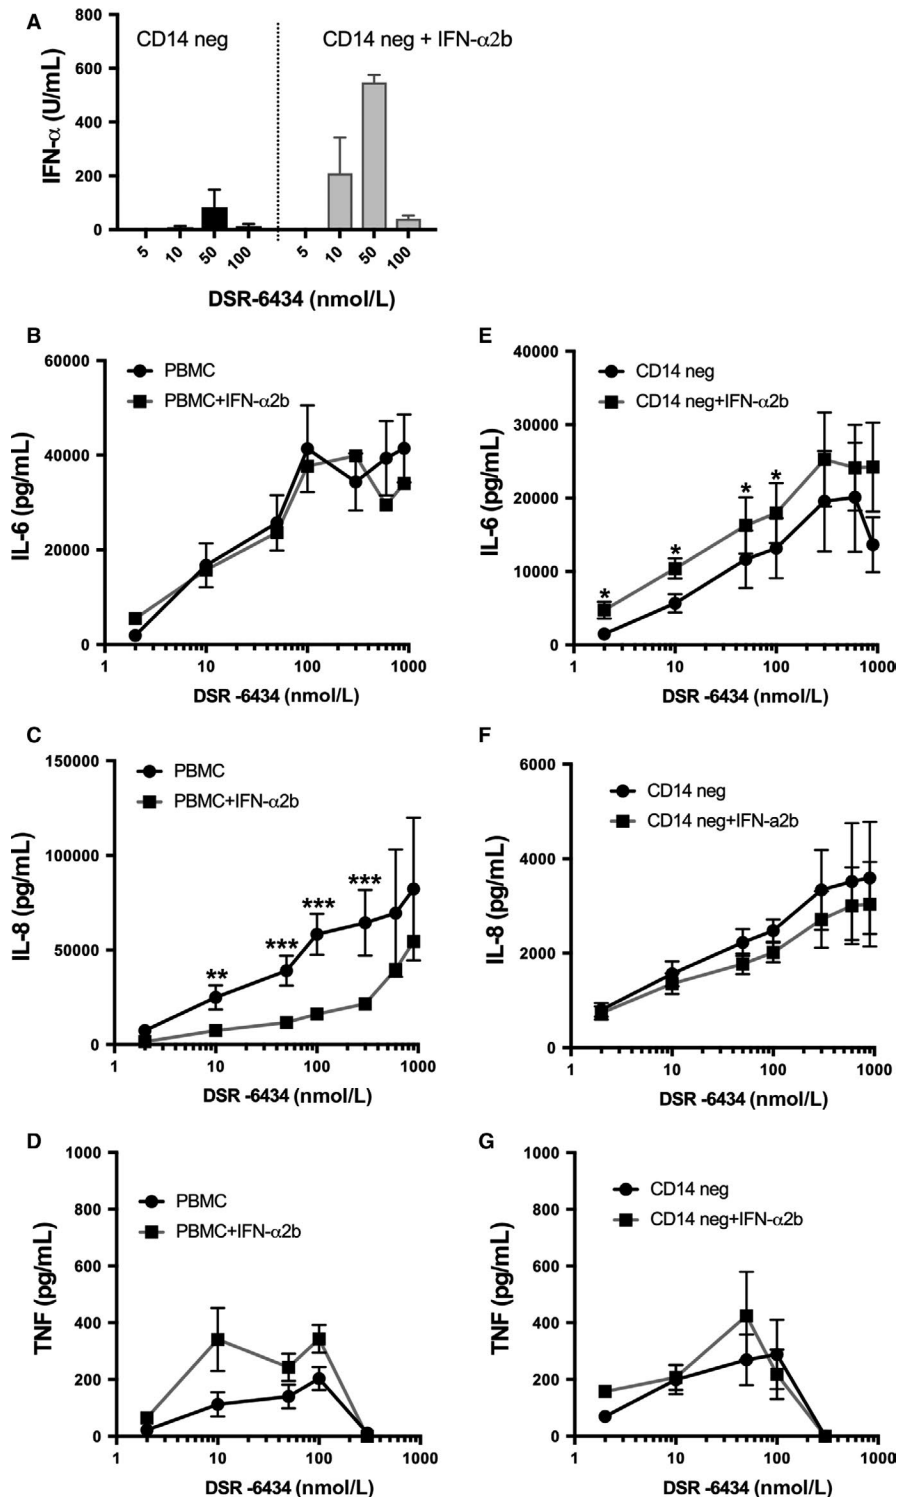 A
800
600
400
200
0
IFN-α (U/mL)
CD14 neg
CD14 neg + IFN-α2b
5 10 50 100 5 10 50 100
DSR-6434 (nmol/L)
B
60000
40000
20000
0
IL-6 (pg/mL)
PBMC
PBMC+IFN-α2b
1 10 100 1000
DSR -6434 (nmol/L)
E
40000
30000
20000
10000
0
IL-6 (pg/mL)
CD14 neg
CD14 neg+IFN-α2b
* * * *
1 10 100 1000
DSR -6434 (nmol/L)
C
150000
100000
50000
0
IL-8 (pg/mL)
PBMC
PBMC+IFN-α2b
** *** *** ***
1 10 100 1000
DSR -6434 (nmol/L)
F
6000
4000
2000
0
IL-8 (pg/mL)
CD14 neg
CD14 neg+IFN-a2b
1 10 100 1000
DSR -6434 (nmol/L)
D
1000
800
600
400
200
0
TNF (pg/mL)
PBMC
PBMC+IFN-α2b
1 10 100 1000
DSR -6434 (nmol/L)
G
1000
800
600
400
200
0
TNF (pg/mL)
CD14 neg
CD14 neg+IFN-α2b
1 10 100 1000
DSR -6434 (nmol/L)